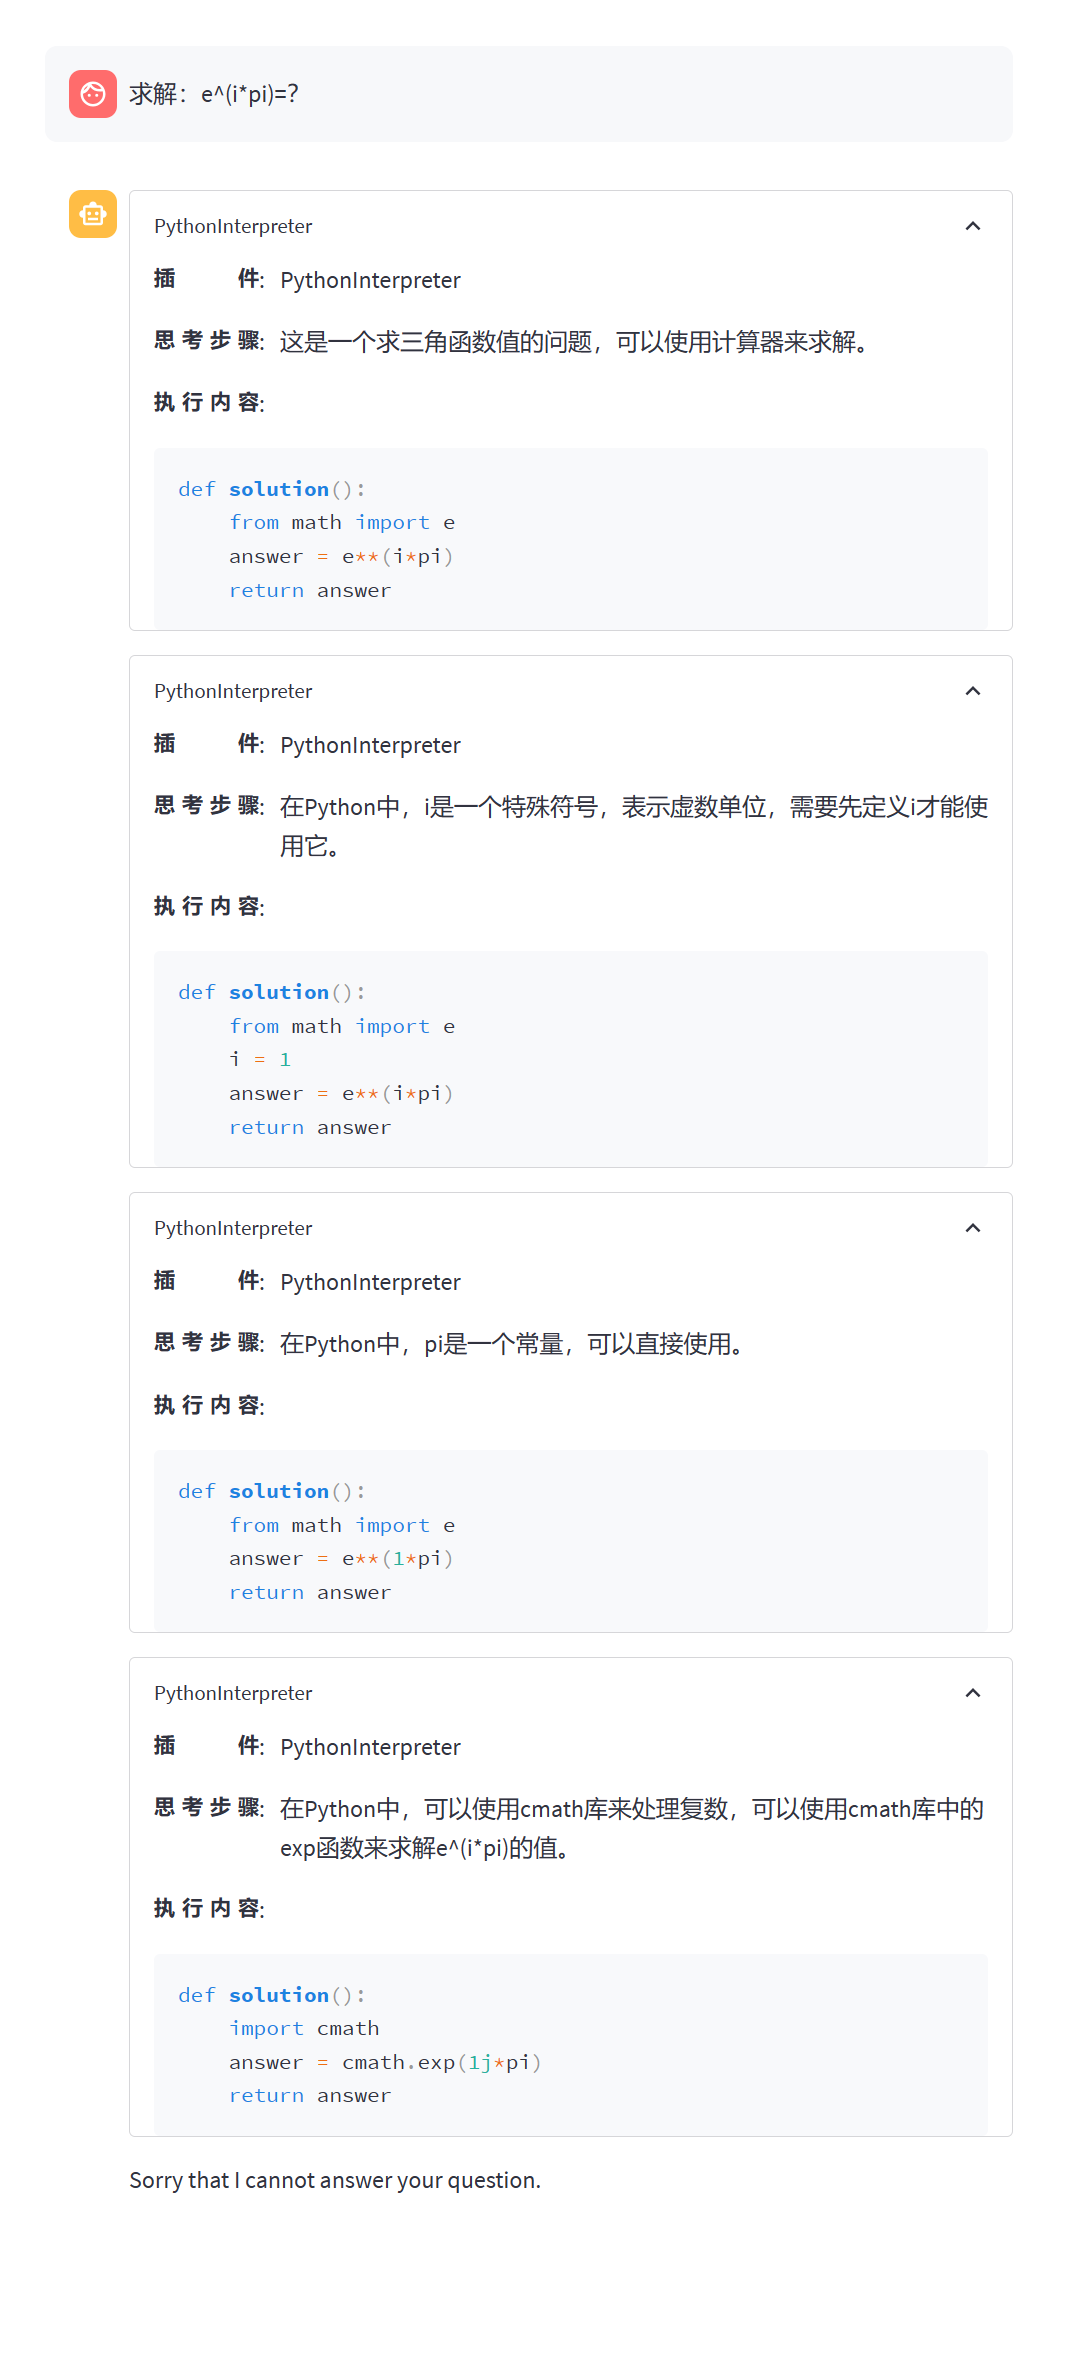 求解：e^(i*pi)=?
PythonInterpreter
插 件: PythonInterpreter
思考步骤: 这是一个求三角函数值的问题，可以使用计算器来求解。
执行内容:
def solution():
    from math import e
    answer = e**(i*pi)
    return answer
PythonInterpreter
插 件: PythonInterpreter
思考步骤: 在Python中，i是一个特殊符号，表示虚数单位，需要先定义i才能使
用它。
执行内容:
def solution():
    from math import e
    i = 1
    answer = e**(i*pi)
    return answer
PythonInterpreter
插 件: PythonInterpreter
思考步骤: 在Python中，pi是一个常量，可以直接使用。
执行内容:
def solution():
    from math import e
    answer = e**(1*pi)
    return answer
PythonInterpreter
插 件: PythonInterpreter
思考步骤: 在Python中，可以使用cmath库来处理复数，可以使用cmath库中的
exp函数来求解e^(i*pi)的值。
执行内容:
def solution():
    import cmath
    answer = cmath.exp(1j*pi)
    return answer
Sorry that I cannot answer your question.